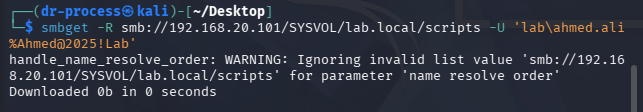 ┌──(dr-process㉿kali)-[~/Desktop]
└─$ smbget -R smb://192.168.20.101/SYSVOL/lab.local/scripts -U 'lab\ahmed.ali
%Ahmed@2025!Lab'
handle_name_resolve_order: WARNING: Ignoring invalid list value 'smb://192.16
8.20.101/SYSVOL/lab.local/scripts' for parameter 'name resolve order'
Downloaded 0b in 0 seconds